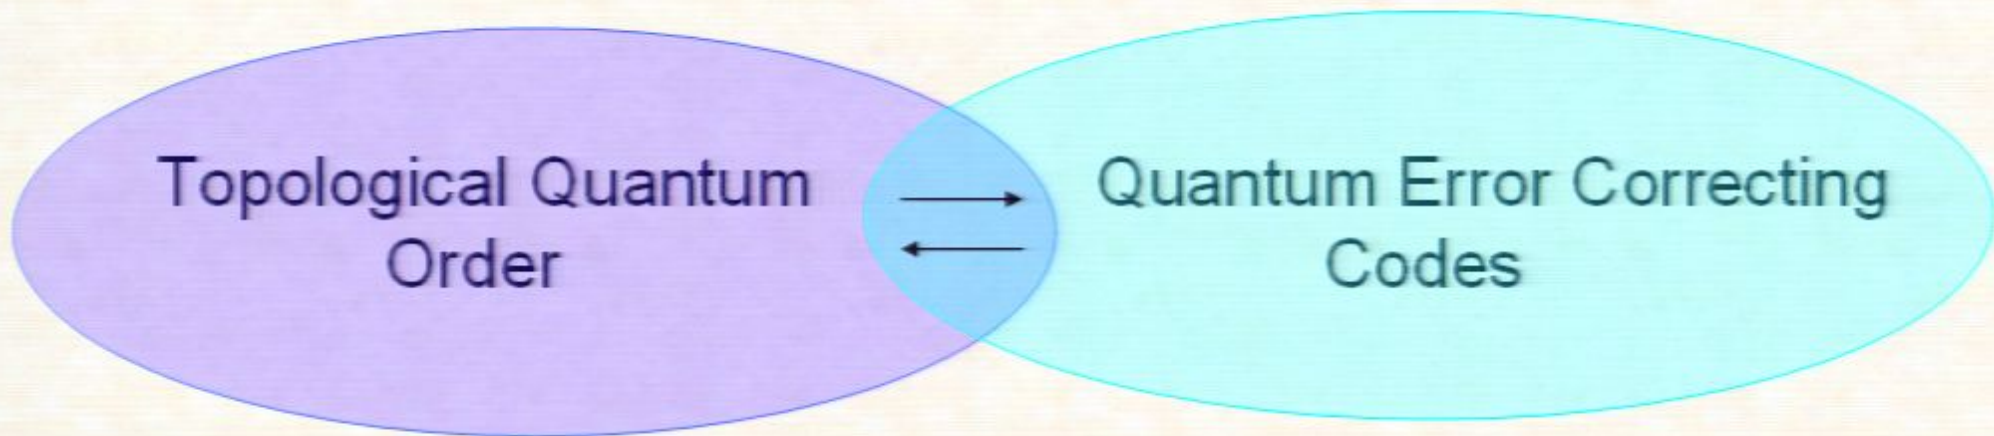 Topological Quantum
Order
Quantum Error Correcting
Codes